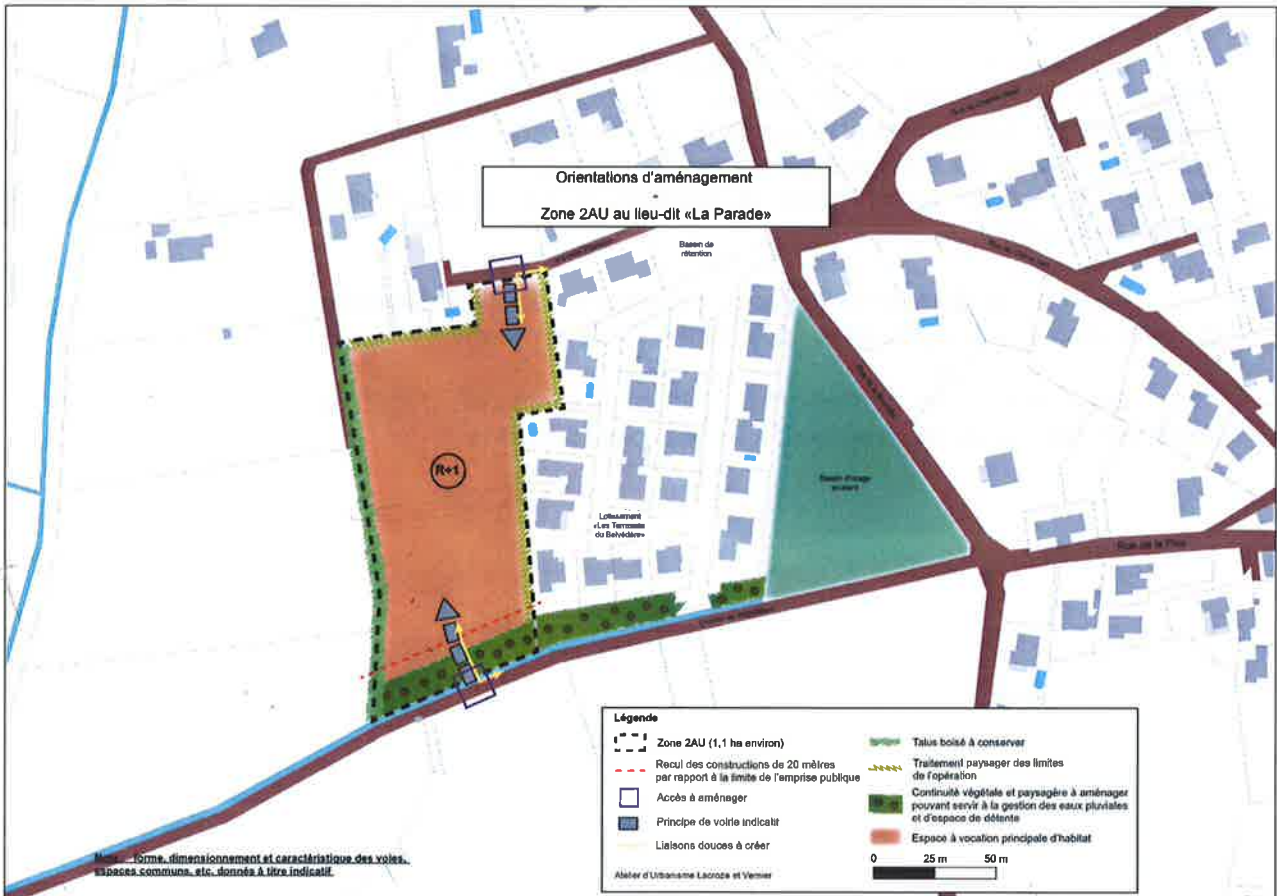 Orientations d'aménagement
-
Zone 2AU au lieu-dit «La Parade»
Bassin de
rétention
R+1
Lotissement
«Les Terrasses
du Belvédère»
Bassin d'orage
Rue de la
Légende
Zone 2AU (1,1 ha environ)
Recul des constructions de 20 mètres
par rapport à la limite de l'emprise publique
Accès à aménager
Principe de voirie indicatif
Liaisons douces à créer
Talus boisé à conserver
Traitement paysager des limites
de l'opération
Continuité végétale et paysagère à aménager
pouvant servir à la gestion des eaux pluviales
et d'espace de détente
Espace à vocation principale d'habitat
0 25 m 50 m
Atelier d'Urbanisme Lacroze et Vernier
forme, dimensionnement et caractéristique des voies,
espaces communs, etc, donnés à titre indicatif